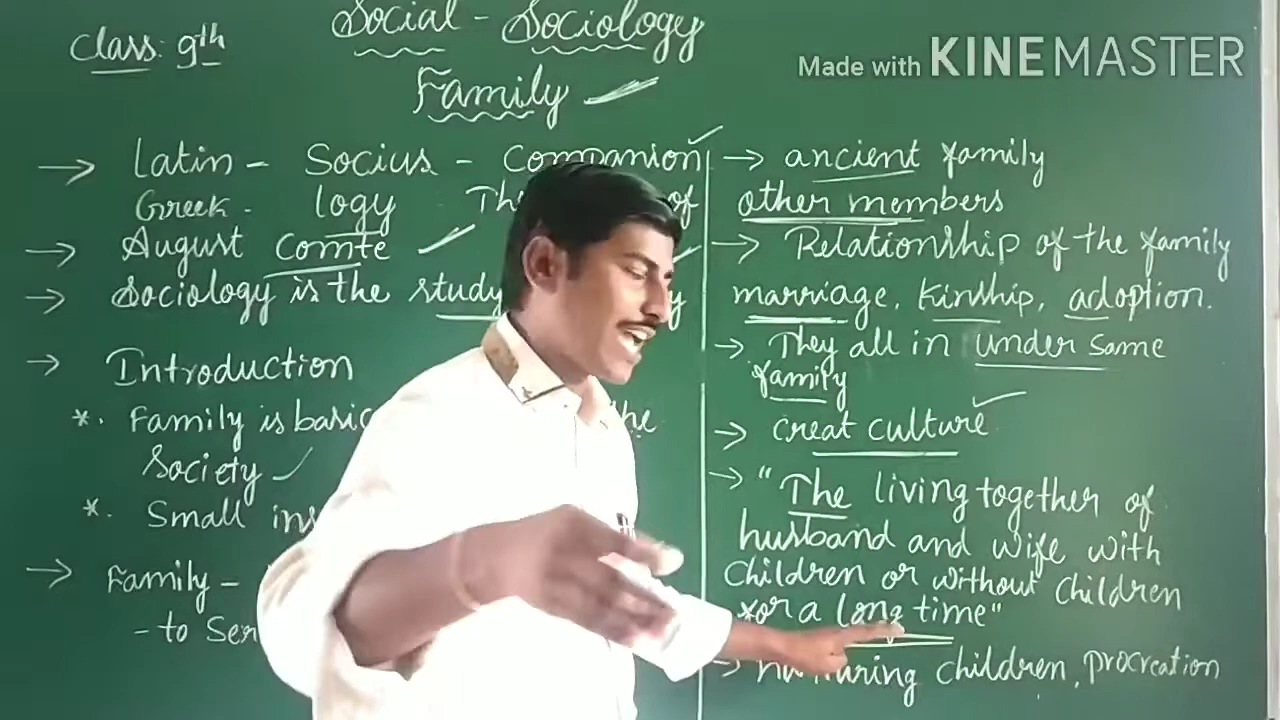 Class: 9th
Social - Sociology
Family
Made with KINEMASTER
→ Latin - Socius - Companion
Greek - logy of
→ August Comte
→ Sociology is the study
→ Introduction
*. Family is basic the
Society
*. Small
→ Family -
- to
→ ancient family
other members
→ Relationship of the family
marriage, Kinship, adoption.
→ They all in under same
family
→ creat culture
→ "The living together of
husband and wife with
children or without children
for a long time"
→ children, procreation